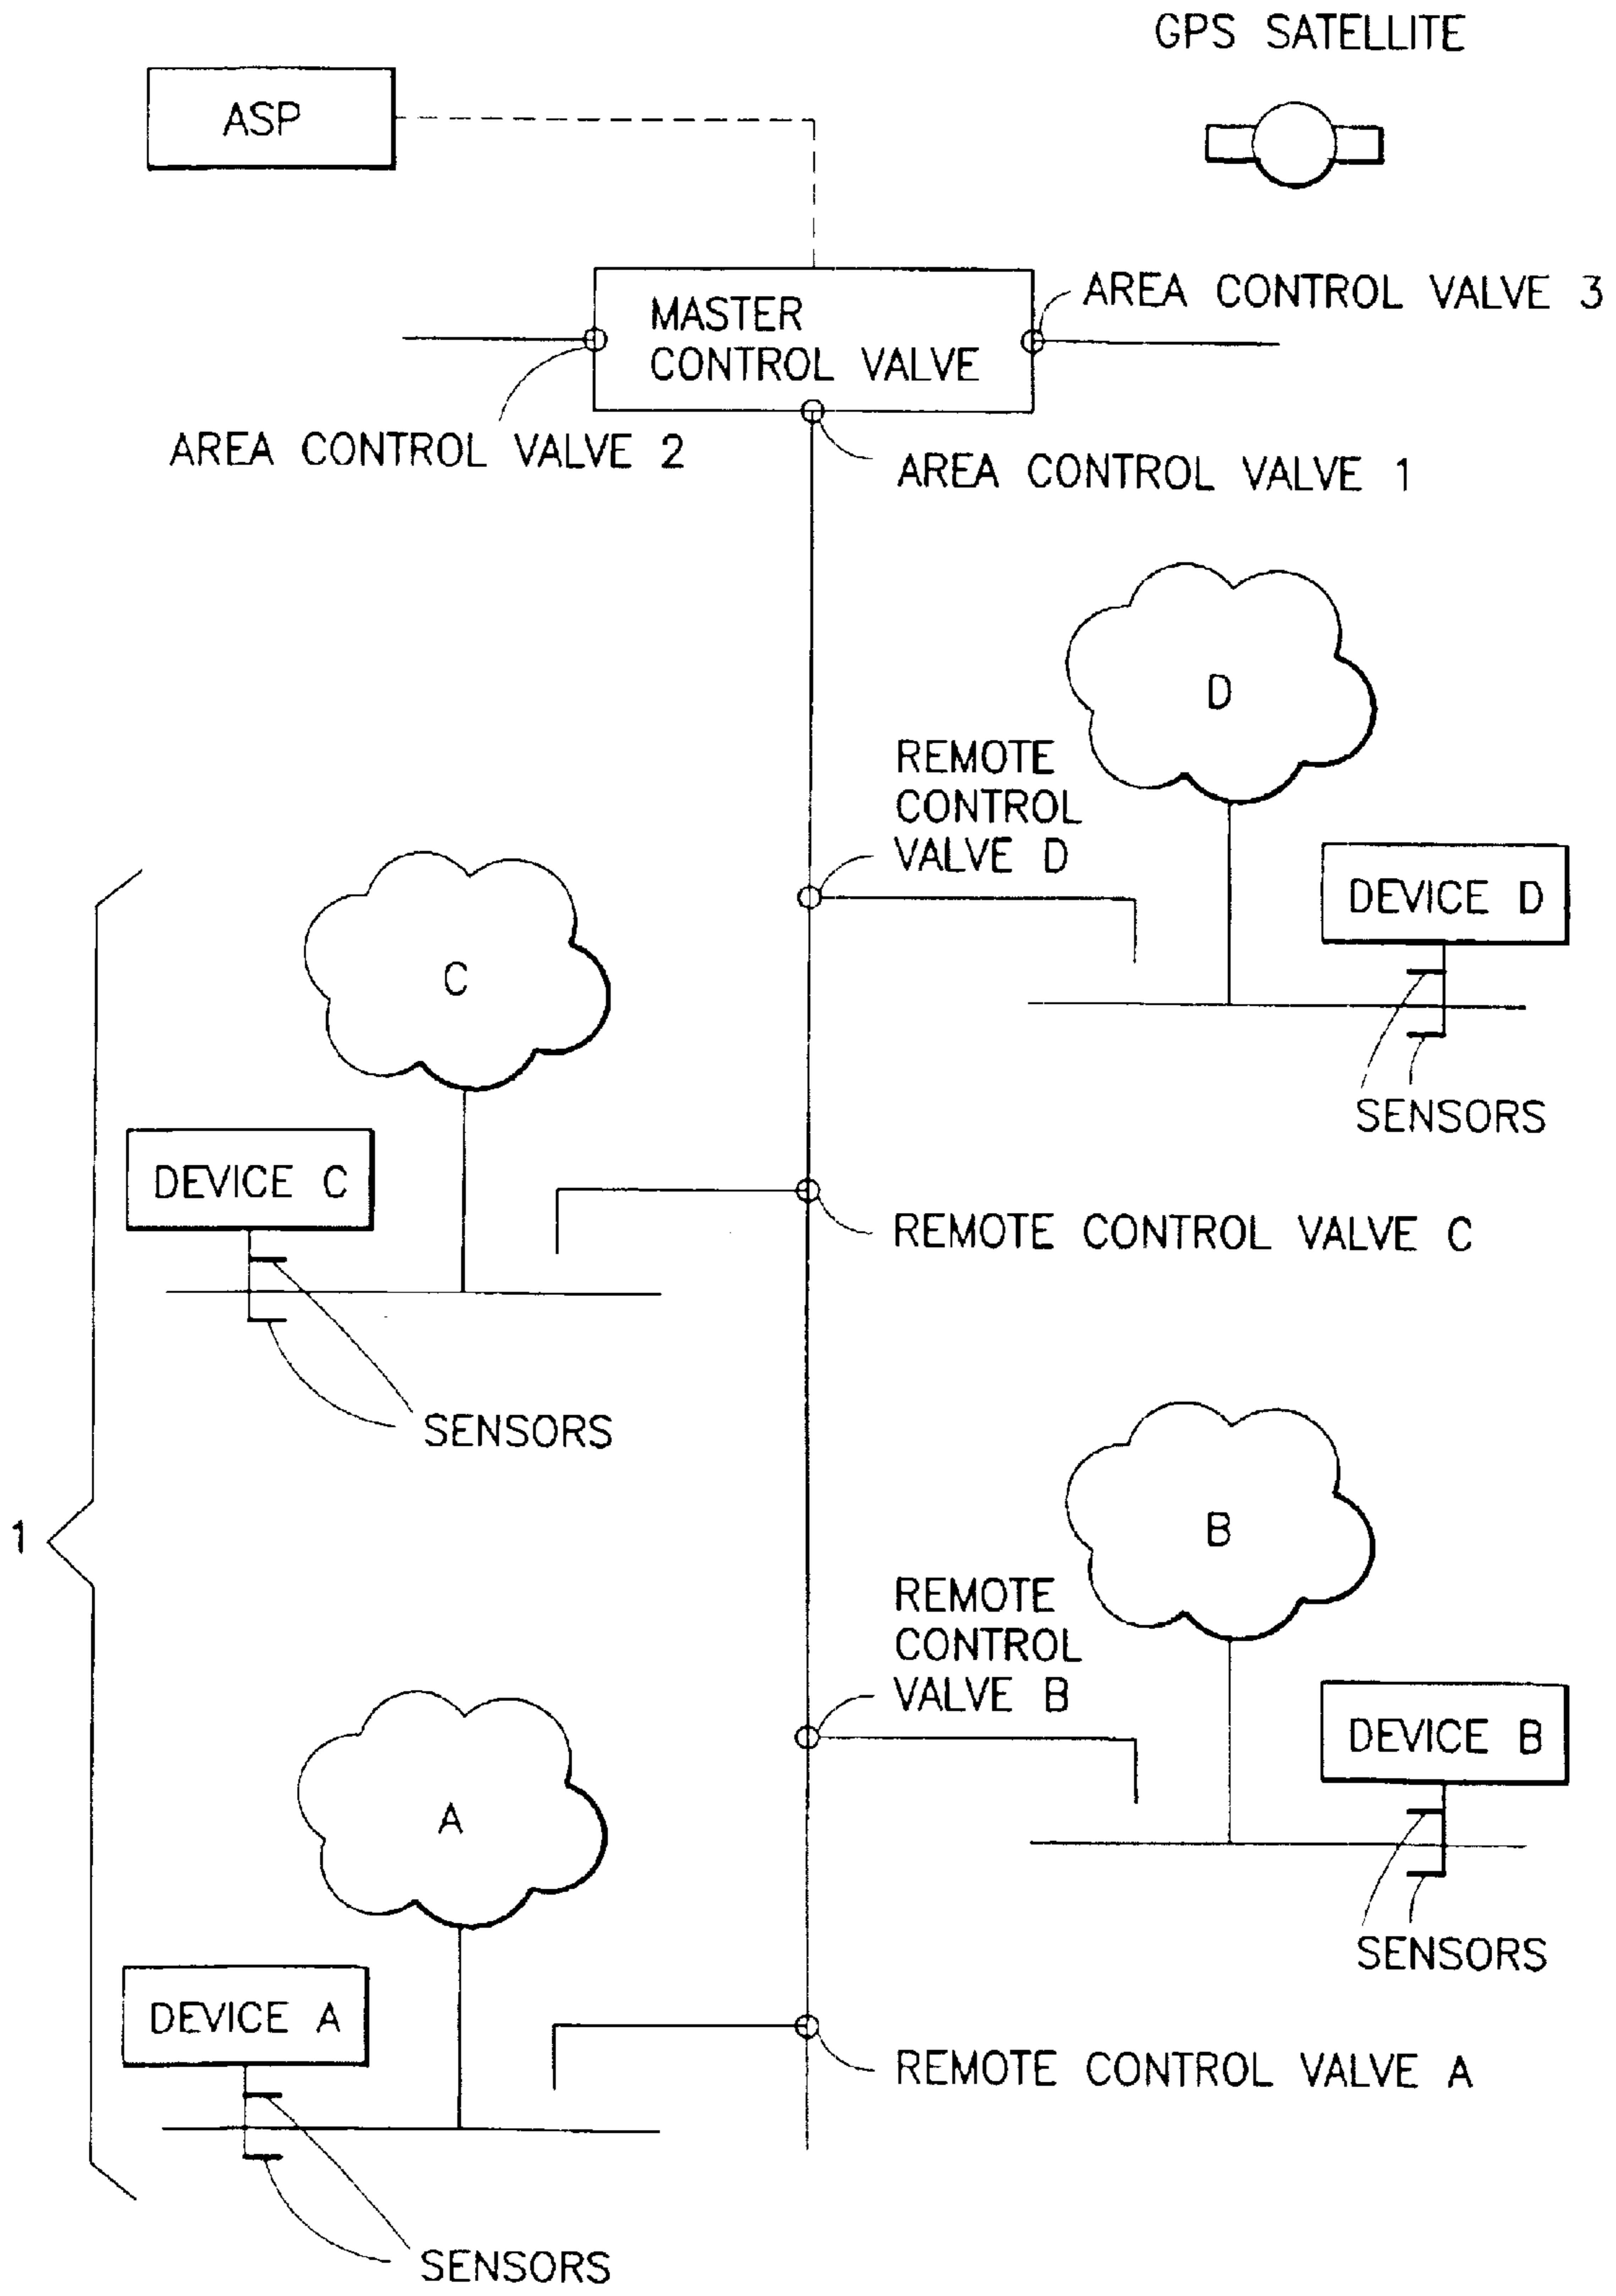 GPS SATELLITE
ASP
AREA CONTROL VALVE 3
MASTER
CONTROL VALVE
AREA CONTROL VALVE 2
AREA CONTROL VALVE 1
D
REMOTE
CONTROL
VALVE D
DEVICE D
C
SENSORS
DEVICE C
REMOTE CONTROL VALVE C
SENSORS
1
B
REMOTE
CONTROL
VALVE B
DEVICE B
A
SENSORS
DEVICE A
REMOTE CONTROL VALVE A
SENSORS